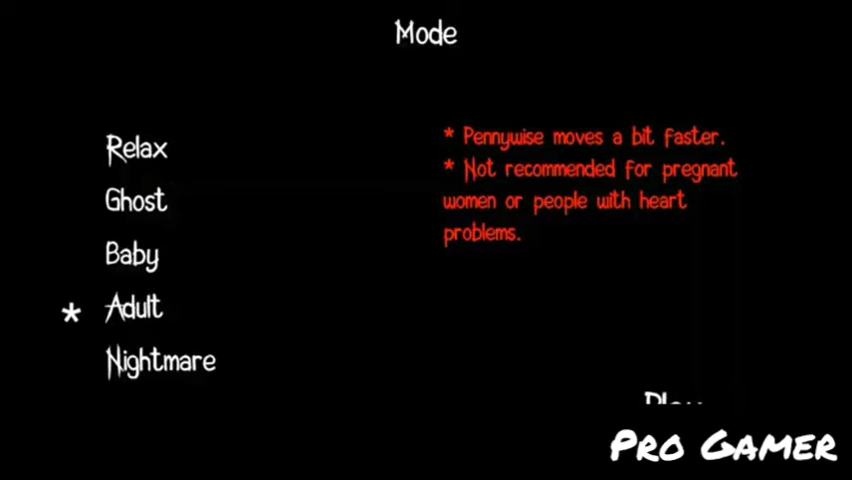 Mode
Relax
Ghost
Baby
* Adult
Nightmare
* Pennywise moves a bit faster.
* Not recommended for pregnant
women or people with heart
problems.
Play
Pro Gamer